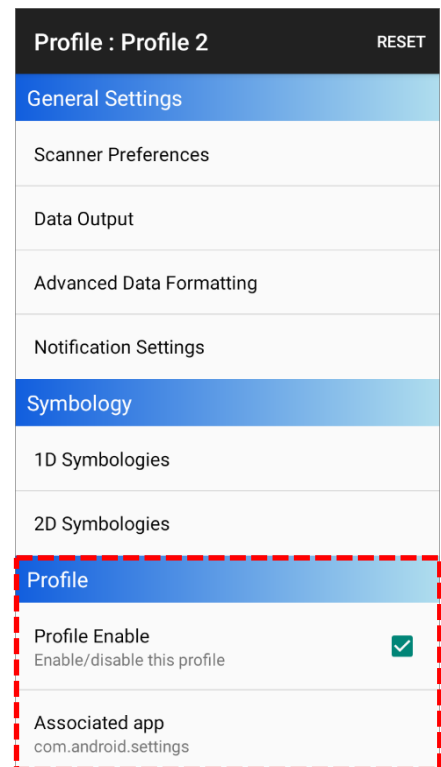 Profile : Profile 2 RESET
General Settings
Scanner Preferences
Data Output
Advanced Data Formatting
Notification Settings
Symbology
1D Symbologies
2D Symbologies
Profile
Profile Enable
Enable/disable this profile
Associated app
com.android.settings